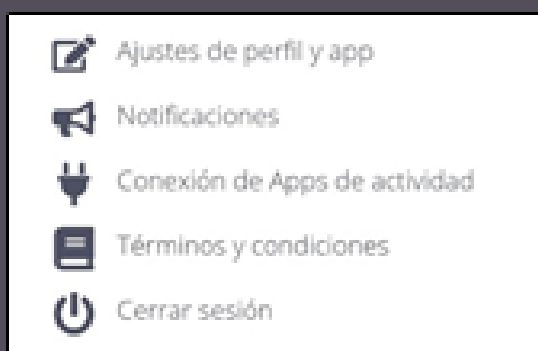 Ajustes de perfil y app
Notificaciones
Conexión de Apps de actividad
Términos y condiciones
Cerrar sesión